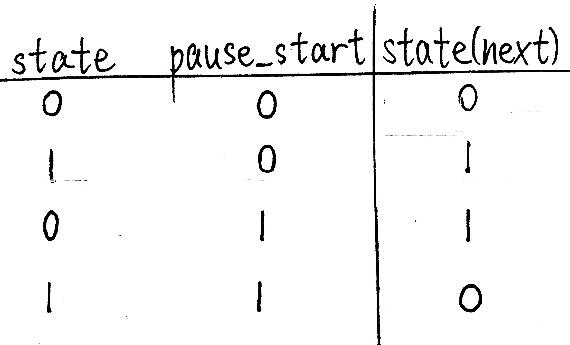 state pause_start state(next)
0 0 0
1 0 1
0 1 1
1 1 0